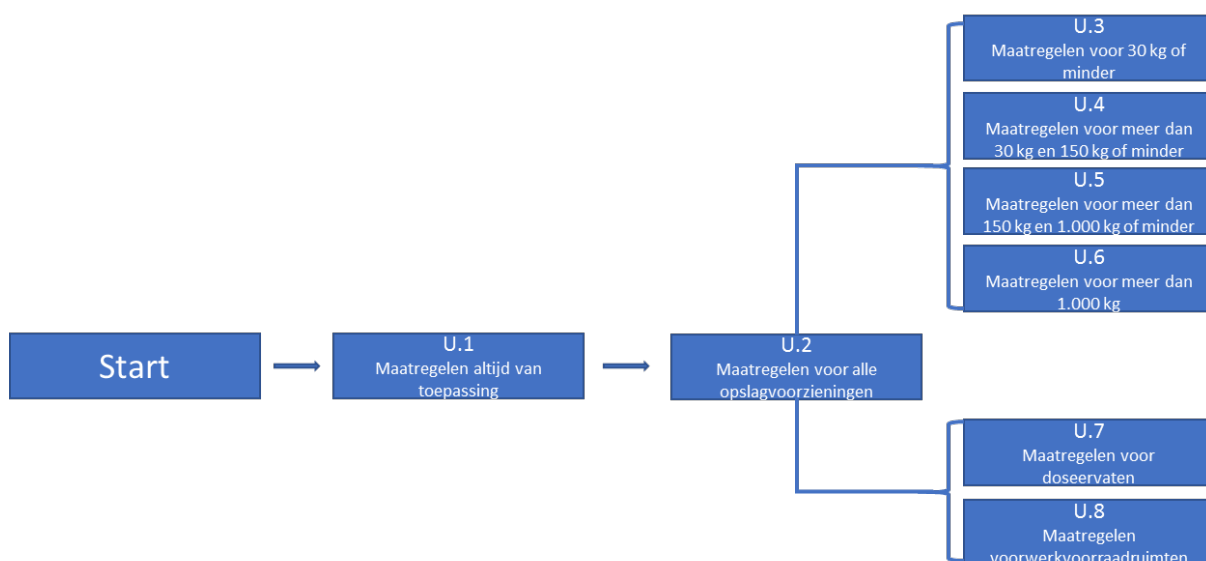 U.3
Maatregelen voor 30 kg of
minder
U.4
Maatregelen voor meer dan
30 kg en 150 kg of minder
U.5
Maatregelen voor meer dan
150 kg en 1.000 kg of minder
U.6
Maatregelen voor meer dan
1.000 kg
Start
U.1
Maatregelen altijd van
toepassing
U.2
Maatregelen voor alle
opslagvoorzieningen
U.7
Maatregelen voor
doseervaten
U.8
Maatregelen
voorwerkvoorraadruimten